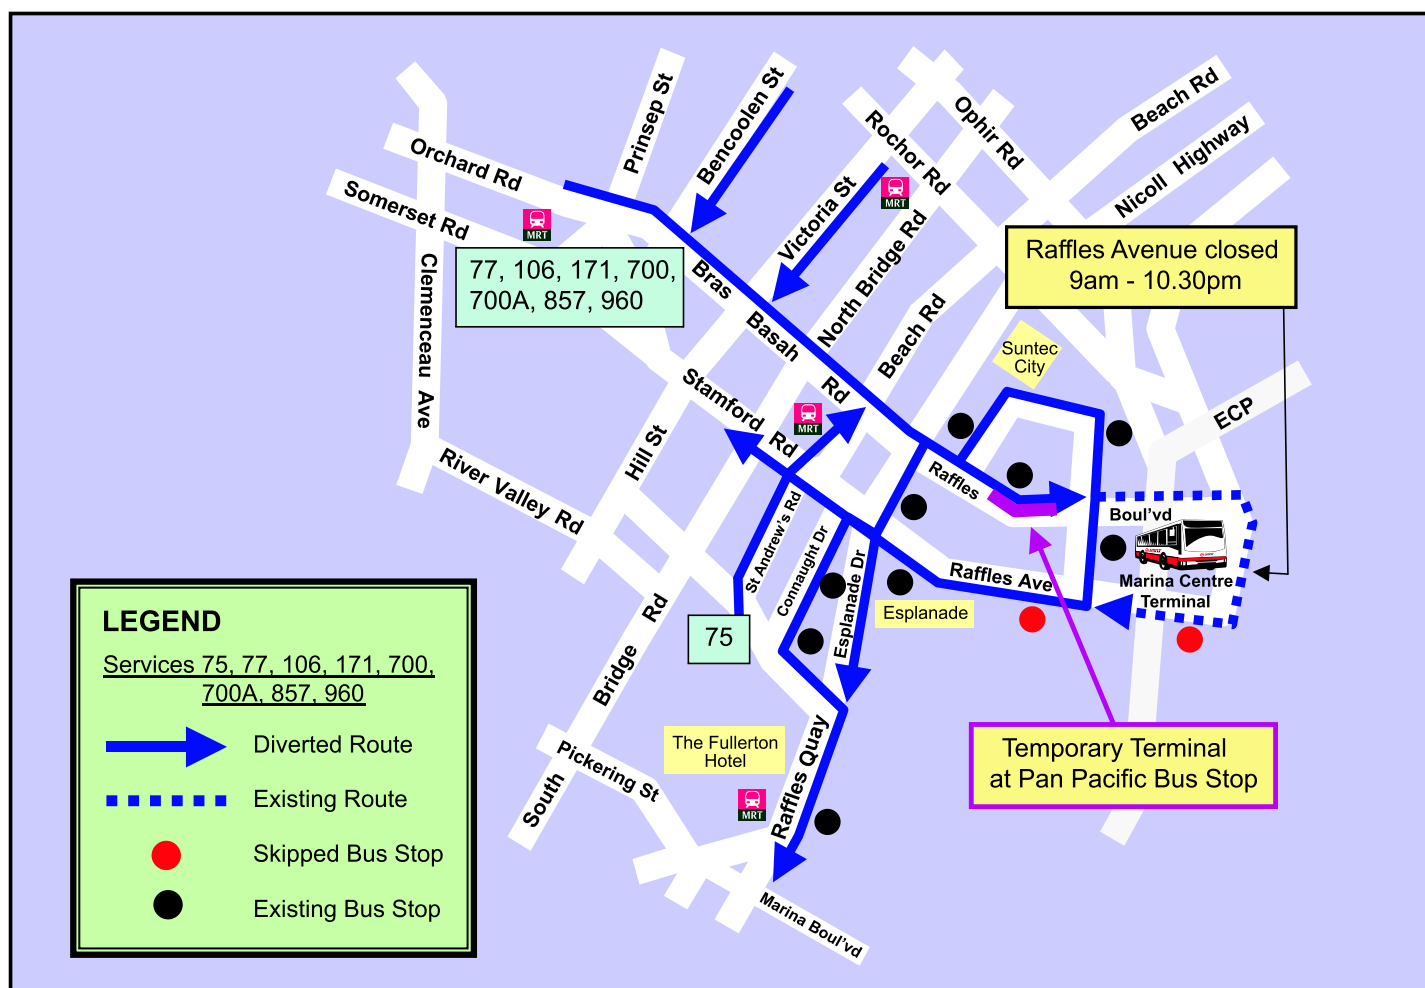 Prinsep St
Bencoolen St
Orchard Rd
Somerset Rd
Clemenceau Ave
MRT
77, 106, 171, 700,
700A, 857, 960
Victoria St
Rochor Rd
MRT
Ophir Rd
Beach Rd
Nicoll Highway
North Bridge Rd
Beach Rd
Raffles Avenue closed
9am - 10.30pm
Bras Basah Rd
Suntec
City
ECP
Stamford Rd
MRT
Hill St
River Valley Rd
Raffles
Boul'vd
St Andrew's Rd
Connaught Dr
Esplanade Dr
Raffles Ave
Marina Centre
Terminal
Esplanade
75
South Bridge Rd
Pickering St
The Fullerton
Hotel
MRT
Raffles Quay
Marina Boul'vd
Temporary Terminal
at Pan Pacific Bus Stop
LEGEND
Services 75, 77, 106, 171, 700,
700A, 857, 960
Diverted Route
Existing Route
Skipped Bus Stop
Existing Bus Stop